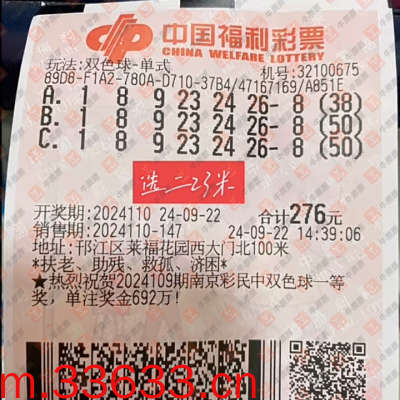 中国福利彩票
CHINA WELFARE LOTTERY
玩法:双色球-单式 机号:32100675
89D8-F1A2-780A-D710-37B4/47167169/A851E
A. 1 8 9 23 24 26- 8 (38)
B. 1 8 9 23 24 26- 8 (50)
C. 1 8 9 23 24 26- 8 (50)
开奖期:2024110 24-09-22 合计276元
销售期:2024110-147 24-09-22 14:39:06
地址:邗江区莱福花园西大门北100米
*扶老、助残、救孤、济困*
★热烈祝贺2024109期南京彩民中双色球一等
奖,单注奖金692万!
m.33633.cn